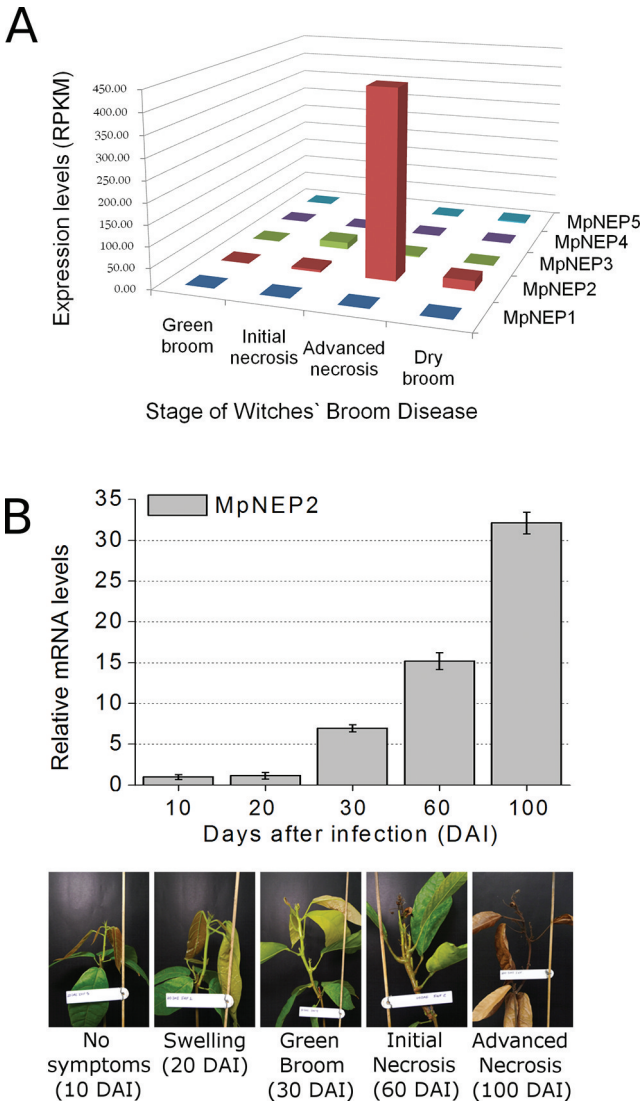 A
Expression levels (RPKM)
450.00
400.00
350.00
300.00
250.00
200.00
150.00
100.00
50.00
0.00
MpNEP5
MpNEP4
MpNEP3
MpNEP2
MpNEP1
Green
broom
Initial
necrosis
Advanced
necrosis
Dry
broom
Stage of Witches` Broom Disease
B
MpNEP2
Relative mRNA levels
35
30
25
20
15
10
5
0
10 20 30 60 100
Days after infection (DAI)
No
symptoms
(10 DAI)
Swelling
(20 DAI)
Green
Broom
(30 DAI)
Initial
Necrosis
(60 DAI)
Advanced
Necrosis
(100 DAI)